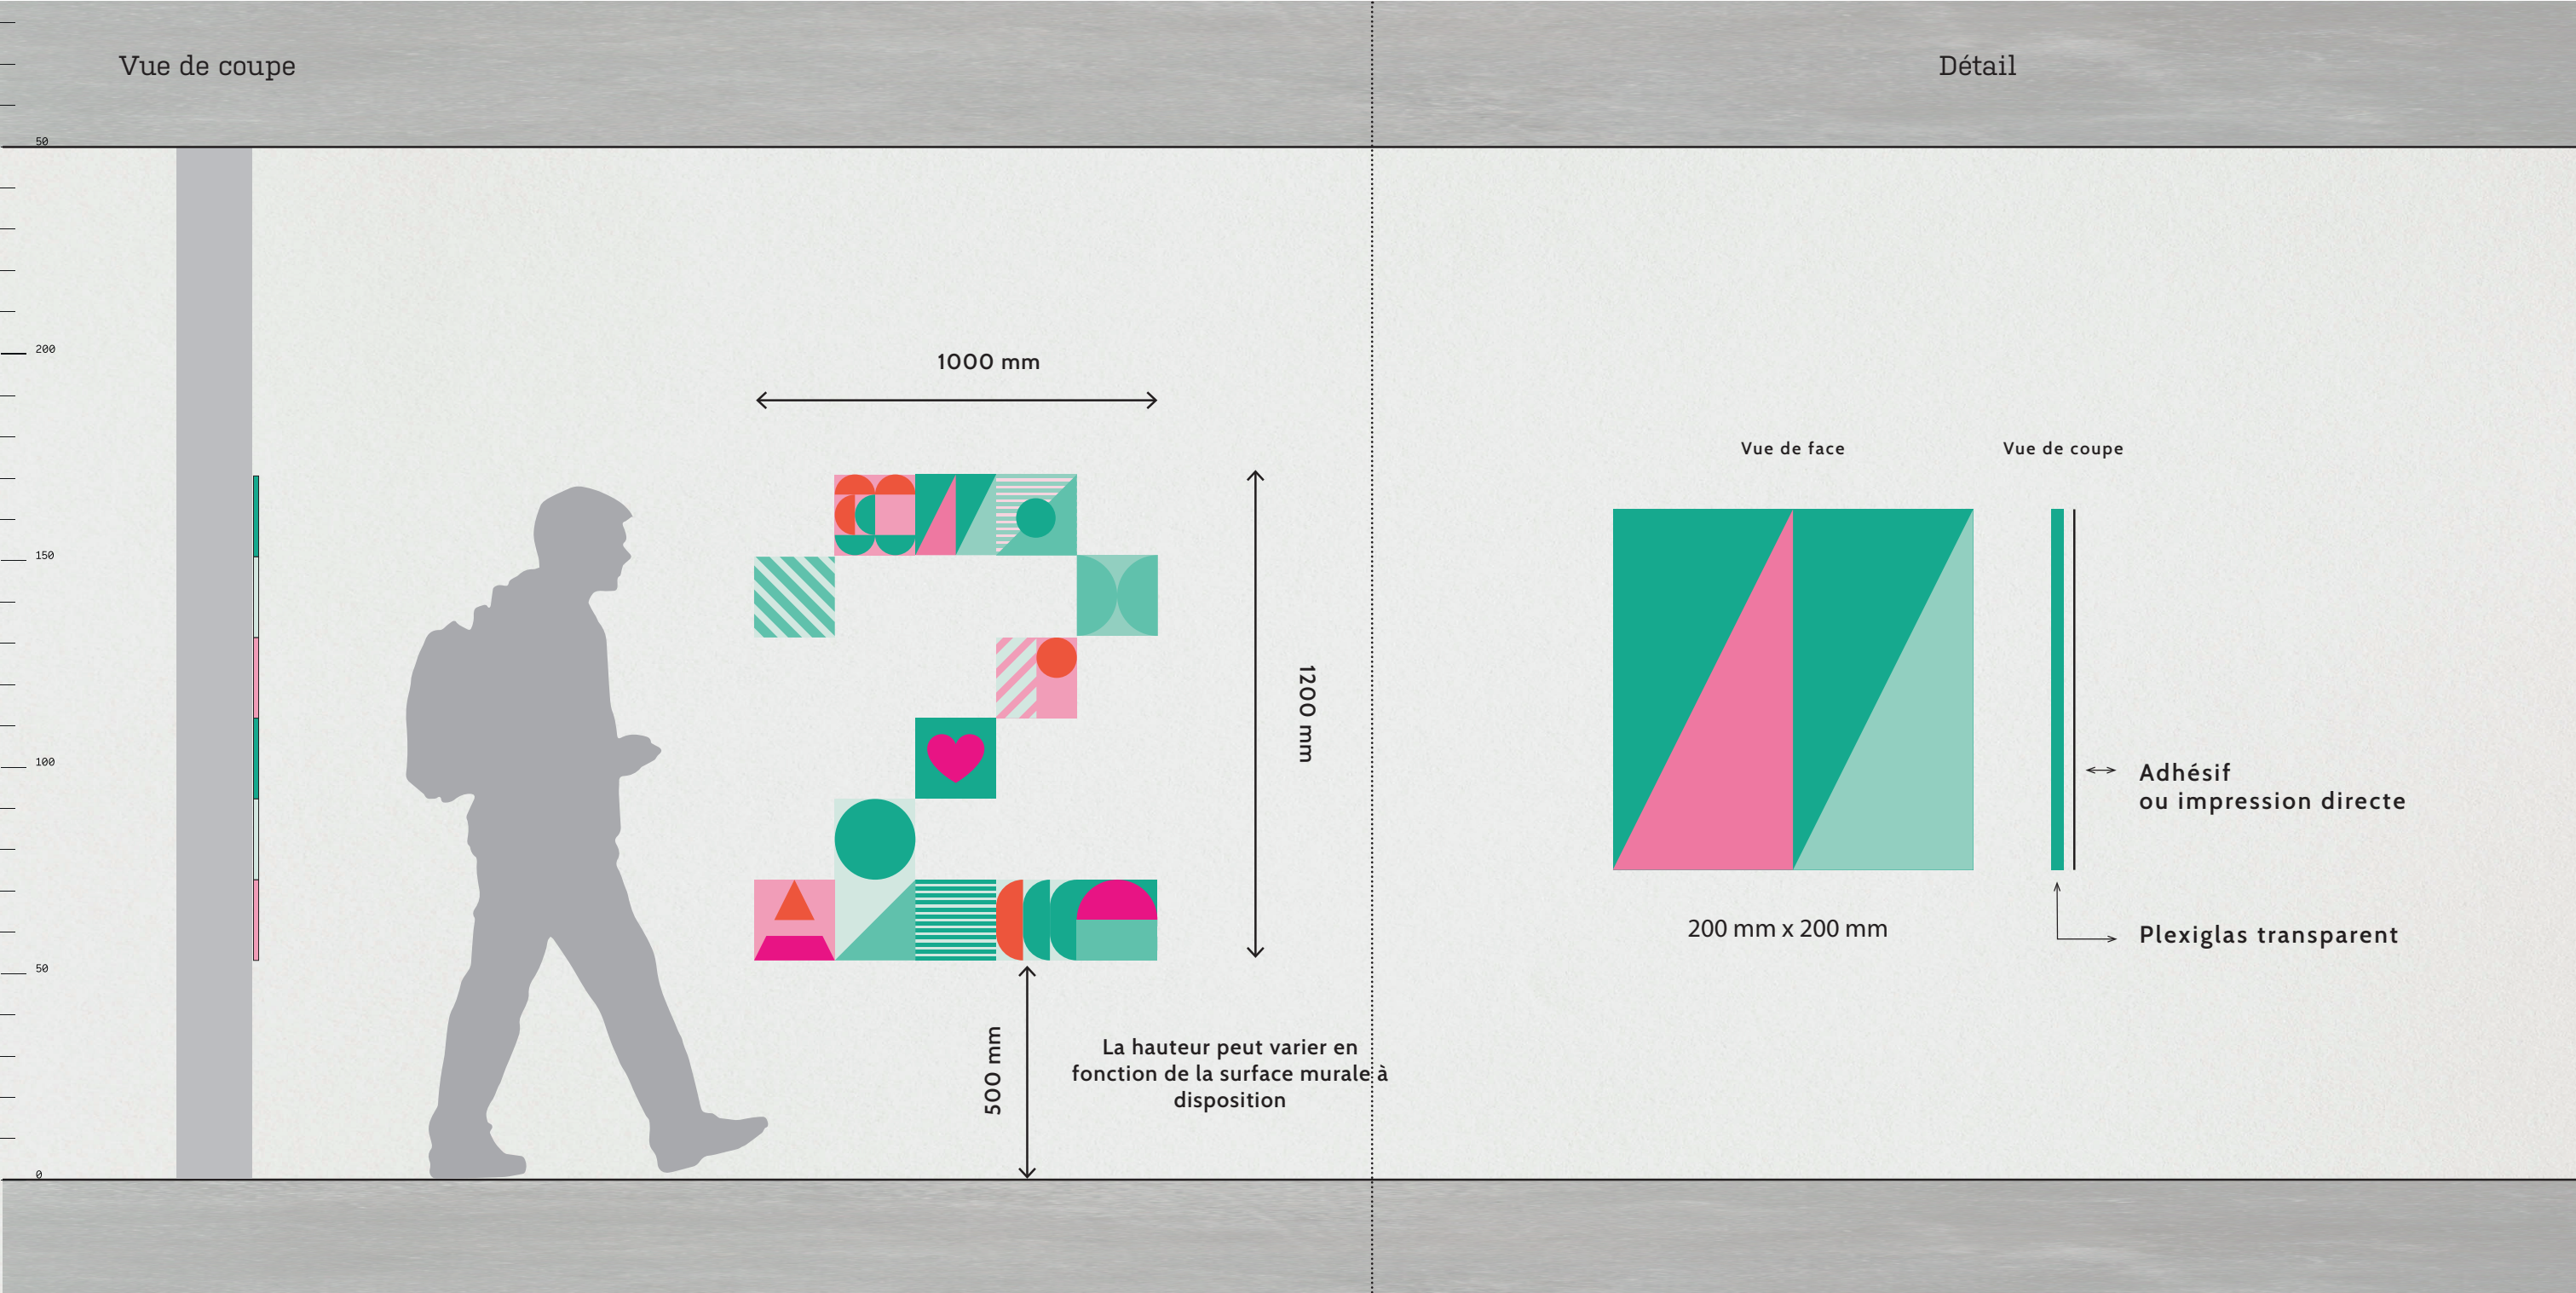 Vue de coupe
Détail
50
200
150
100
50
0
1000 mm
1200 mm
500 mm
La hauteur peut varier en
fonction de la surface murale à
disposition
Vue de face
Vue de coupe
200 mm x 200 mm
Adhésif
ou impression directe
Plexiglas transparent